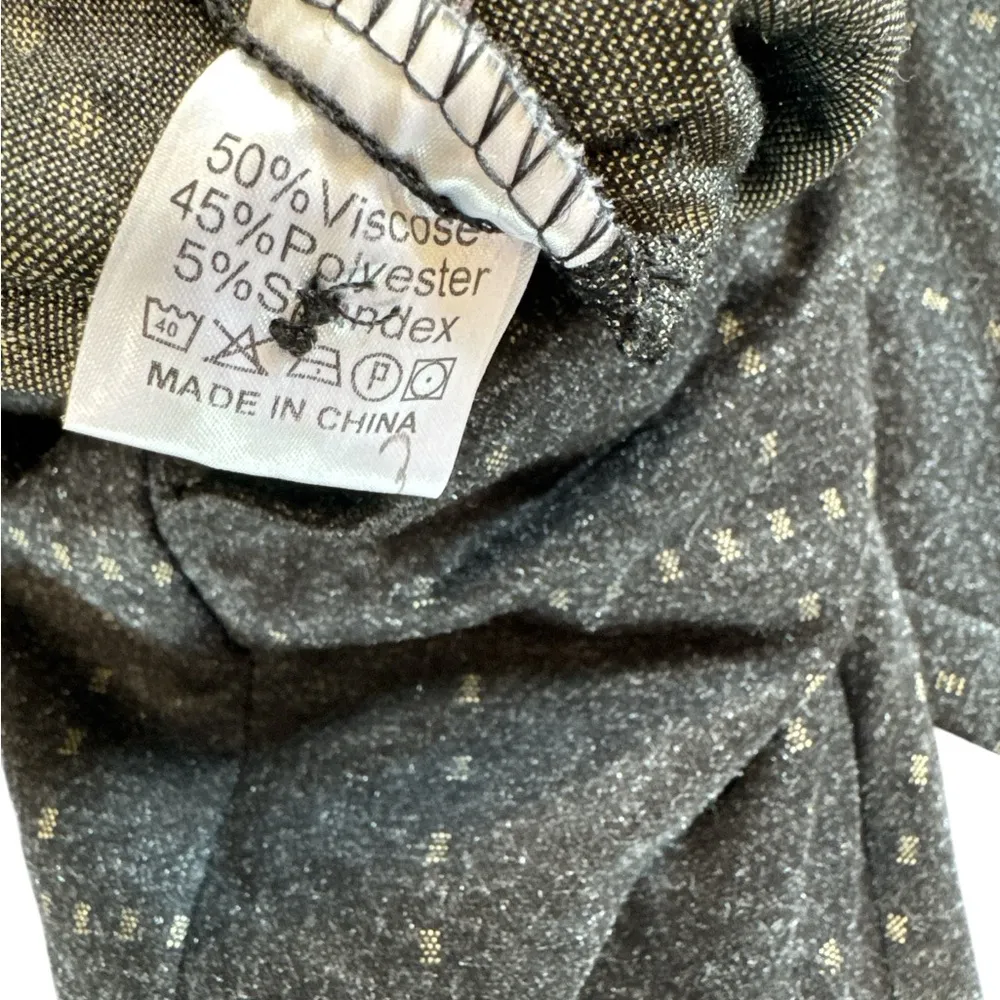 50% Viscose
45% Polyester
5% Spandex
40 P
MADE IN CHINA